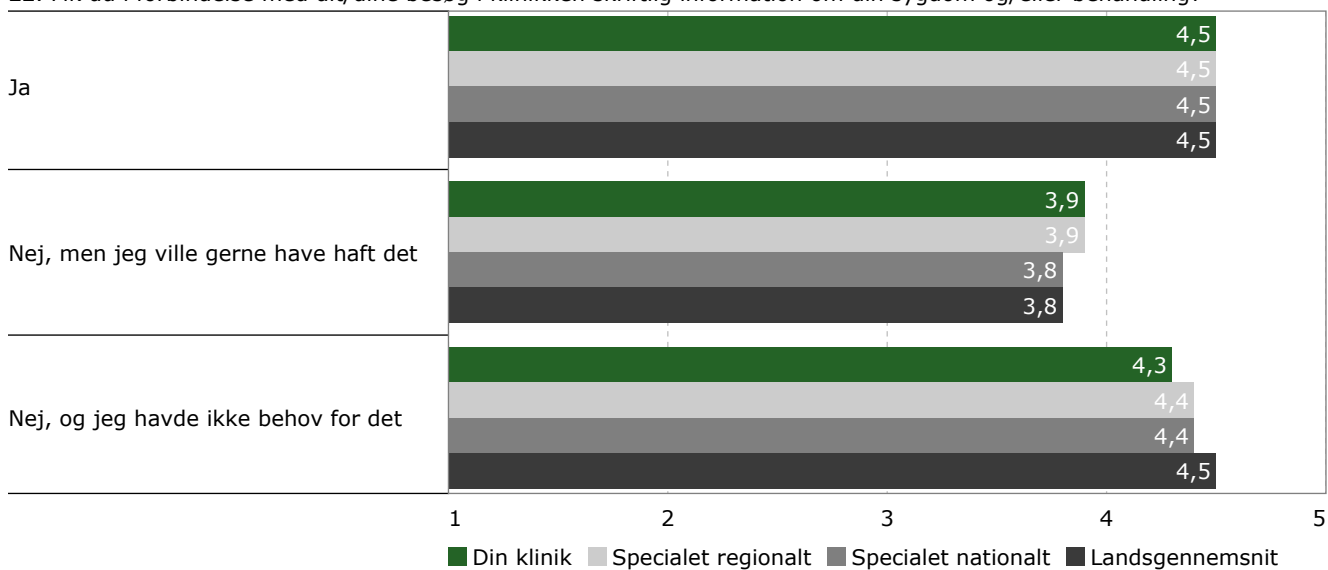 Ja
4,5
4,5
4,5
4,5
Nej, men jeg ville gerne have haft det
3,9
3,9
3,8
3,8
Nej, og jeg havde ikke behov for det
4,3
4,4
4,4
4,5
1 2 3 4 5
Din klinik Specialet regionalt Specialet nationalt Landsgennemsnit